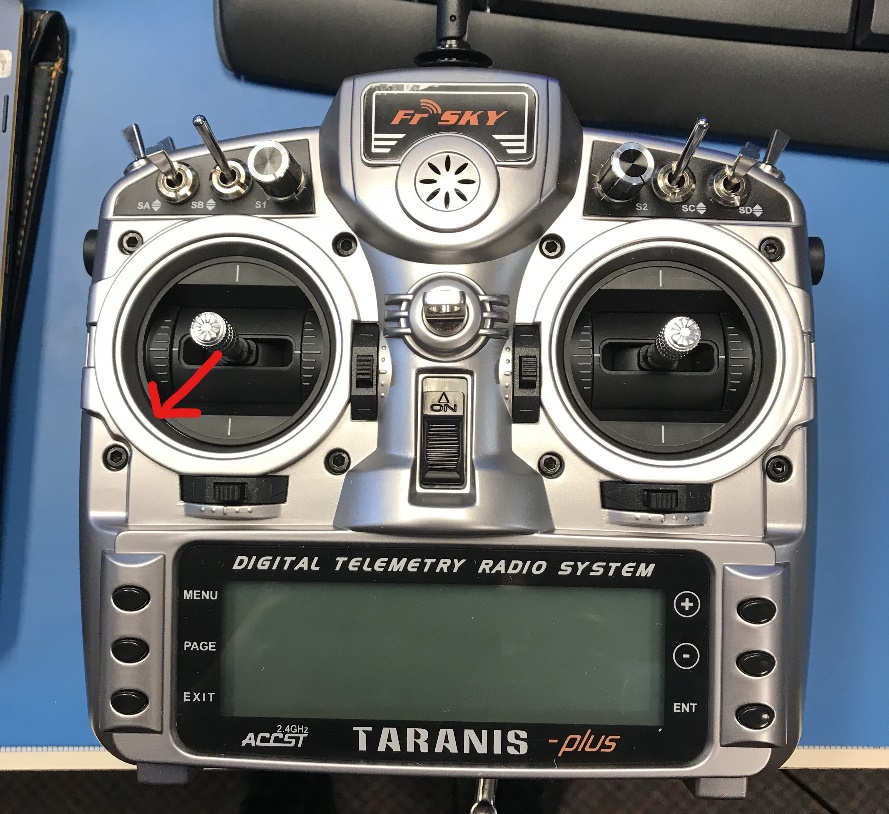 FrSKY
SA SB S1
S2 SC SD
ON
DIGITAL TELEMETRY RADIO SYSTEM
MENU
PAGE
EXIT
+
-
ENT
2.4GHz
ACCST
TARANIS -plus